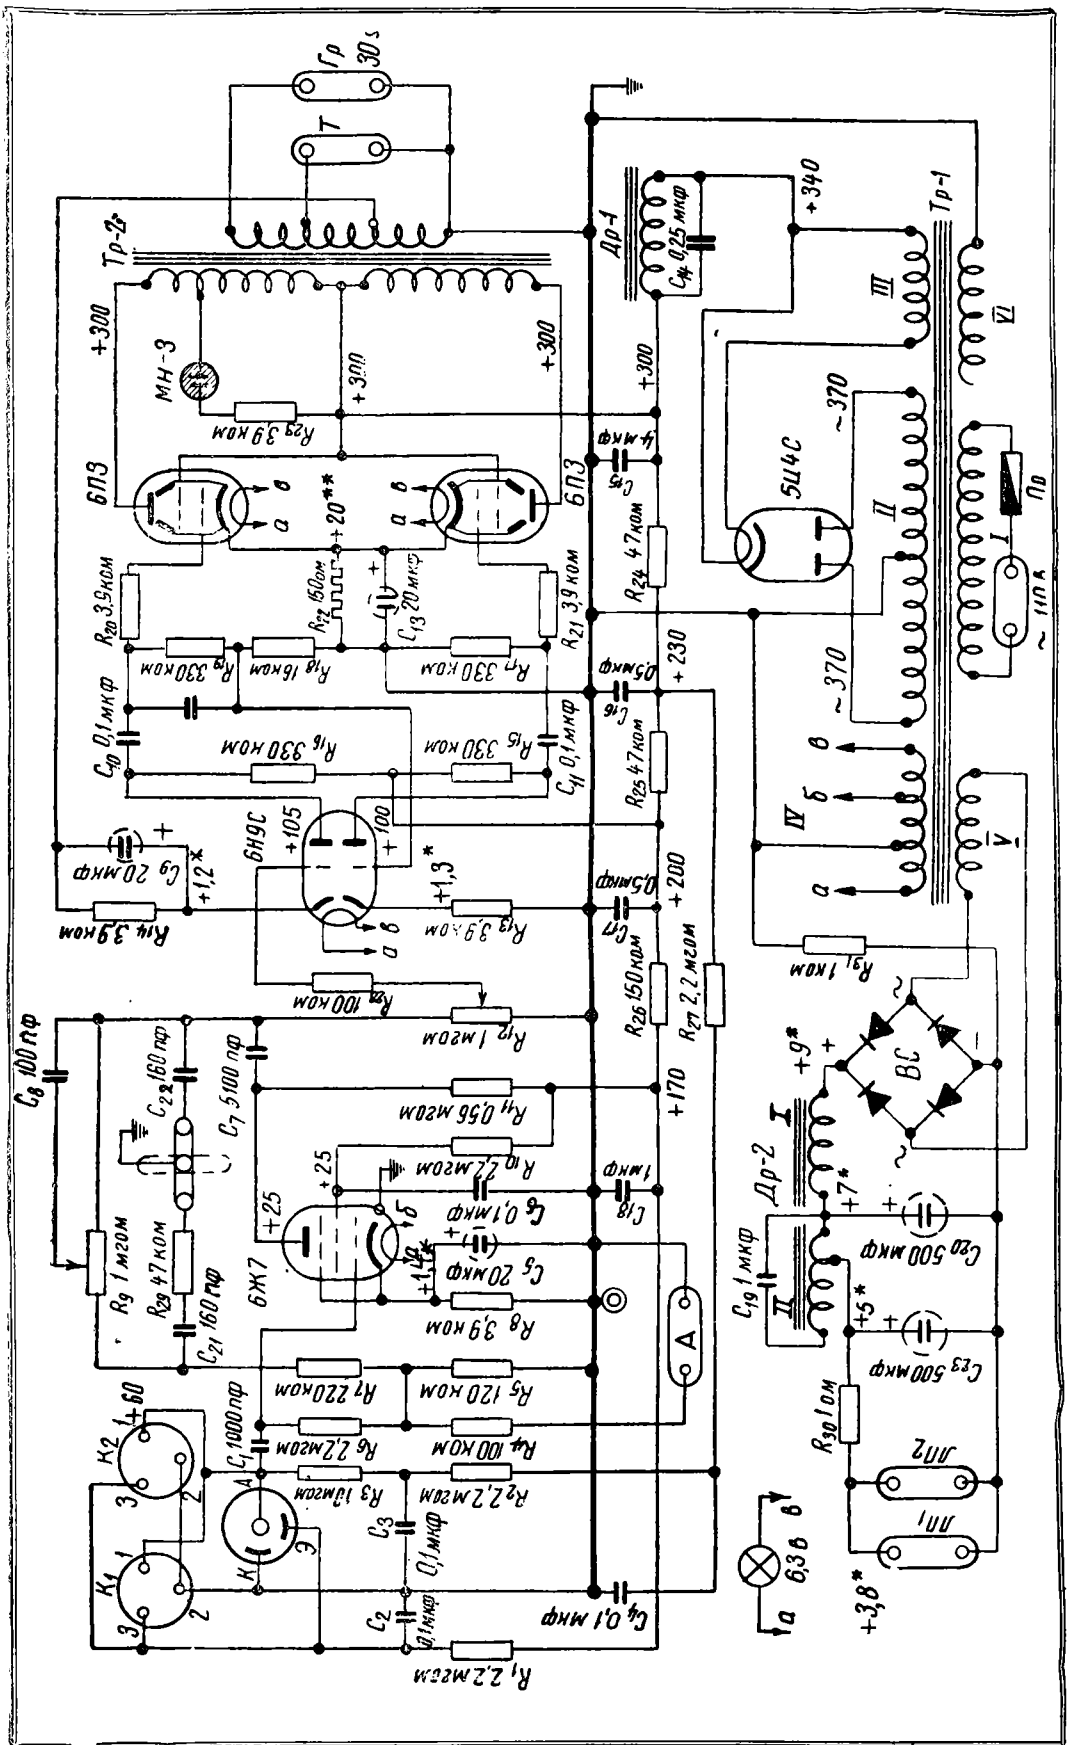 Гр
30 s
Т
Тр-2
+300
МН-3
R₂₃ 3,9 ком
+300
+300
6П3
6П3
а
в
а
в
+20**
R₂₀ 3,9 ком
R₁₉
330 ком
R₁₈ 16 ком
R₂₂ 150 ом
C₁₃ 20 мкф
+
R₁₇
330 ком
R₂₁ 3,9 ком
C₁₀ 0,1 мкф
R₁₆
330 ком
R₁₅
330 ком
C₁₁ 0,1 мкф
6Н9С
+105
+100
+1,3*
а
в
C₉ 20 мкф
+
+1,2*
R₁₄ 3,9 ком
R₁₃ 3,9 ком
100 ком
R₁₂ 1 мгом
C₈ 100 пф
C₂₂ 160 пф
C₇ 5100 пф
R₉ 1 мгом
R₂₉ 47 ком
C₂₁ 160 пф
R₁₁ 0,56 мгом
R₁₀ 2,2 мгом
+25
+25
6Ж7
б
C₆ 0,1 мкф
C₅ 20 мкф
+
R₈
3,9 ком
R₇ 220 ком
R₅
120 ком
R₆ 2,2 мгом
R₄
100 ком
C₁ 1000 пф
А
К
Э
R₃ 10 мгом
R₂ 2,2 мгом
C₃
0,1 мкф
C₂
0,1 мкф
R₁ 2,2 мгом
C₄ 0,1 мкф
К₂
1
+60
3
2
К₁
1
3
2
А
Др-1
C₁₄ 0,25 мкф
+340
+300
C₁₅
4 мкф
R₂₄ 47 ком
+230
C₁₆
0,5 мкф
R₂₅ 47 ком
+200
C₁₇
0,5 мкф
R₂₆ 150 ком
R₂₇ 2,2 мгом
+170
C₁₈
1 мкф
5Ц4С
~370
~370
Тр-1
III
II
VI
I
Пр
IV
а
б
в
V
R₃₁ 1 ком
ВС
~
~
+
−
+9*
Др-2
I
II
+7*
C₁₉ 1 мкф
+5*
+
C₂₀ 500 мкф
+
C₂₃ 500 мкф
R₃₀ 1 ом
ЛП₂
ЛП₁
+3,8*
а
в
6,3 в